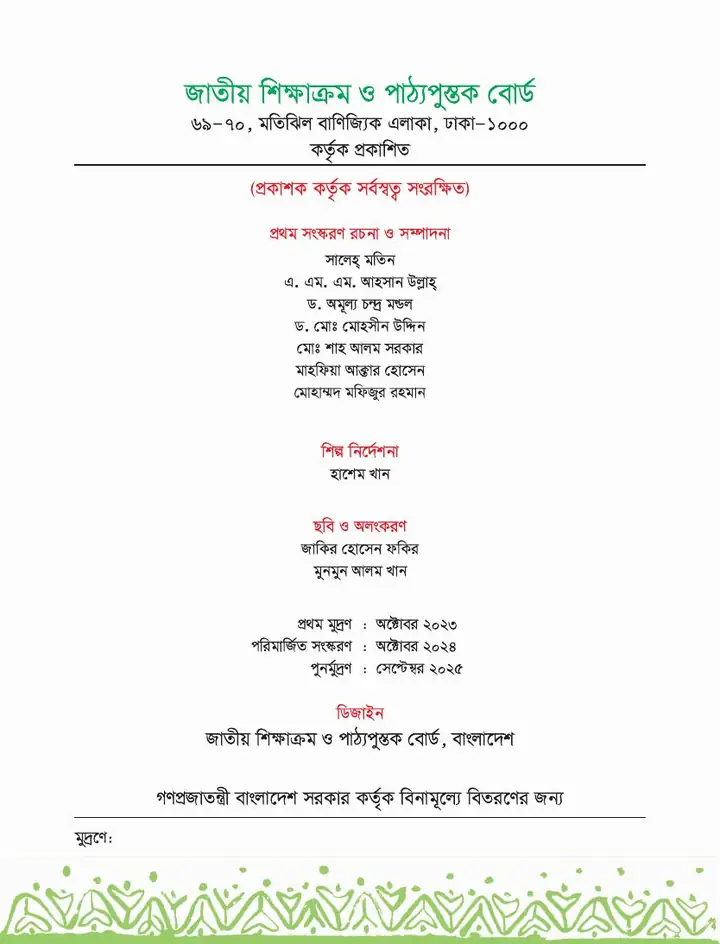 জাতীয় শিক্ষাক্রম ও পাঠ্যপুস্তক বোর্ড
৬৯–৭০, মতিঝিল বাণিজ্যিক এলাকা, ঢাকা–১০০০
কর্তৃক প্রকাশিত
(প্রকাশক কর্তৃক সর্বস্বত্ব সংরক্ষিত)
প্রথম সংস্করণ রচনা ও সম্পাদনা
সালেহ্ মতিন
এ. এম. এম. আহসান উল্লাহ্
ড. অমূল্য চন্দ্র মন্ডল
ড. মোঃ মোহসীন উদ্দিন
মোঃ শাহ আলম সরকার
মাহফিয়া আক্তার হোসেন
মোহাম্মদ মফিজুর রহমান
শিল্প নির্দেশনা
হাশেম খান
ছবি ও অলংকরণ
জাকির হোসেন ফকির
মুনমুন আলম খান
প্রথম মুদ্রণ : অক্টোবর ২০২৩
পরিমার্জিত সংস্করণ : অক্টোবর ২০২৪
পুনর্মুদ্রণ : সেপ্টেম্বর ২০২৫
ডিজাইন
জাতীয় শিক্ষাক্রম ও পাঠ্যপুস্তক বোর্ড, বাংলাদেশ
গণপ্রজাতন্ত্রী বাংলাদেশ সরকার কর্তৃক বিনামূল্যে বিতরণের জন্য
মুদ্রণে: